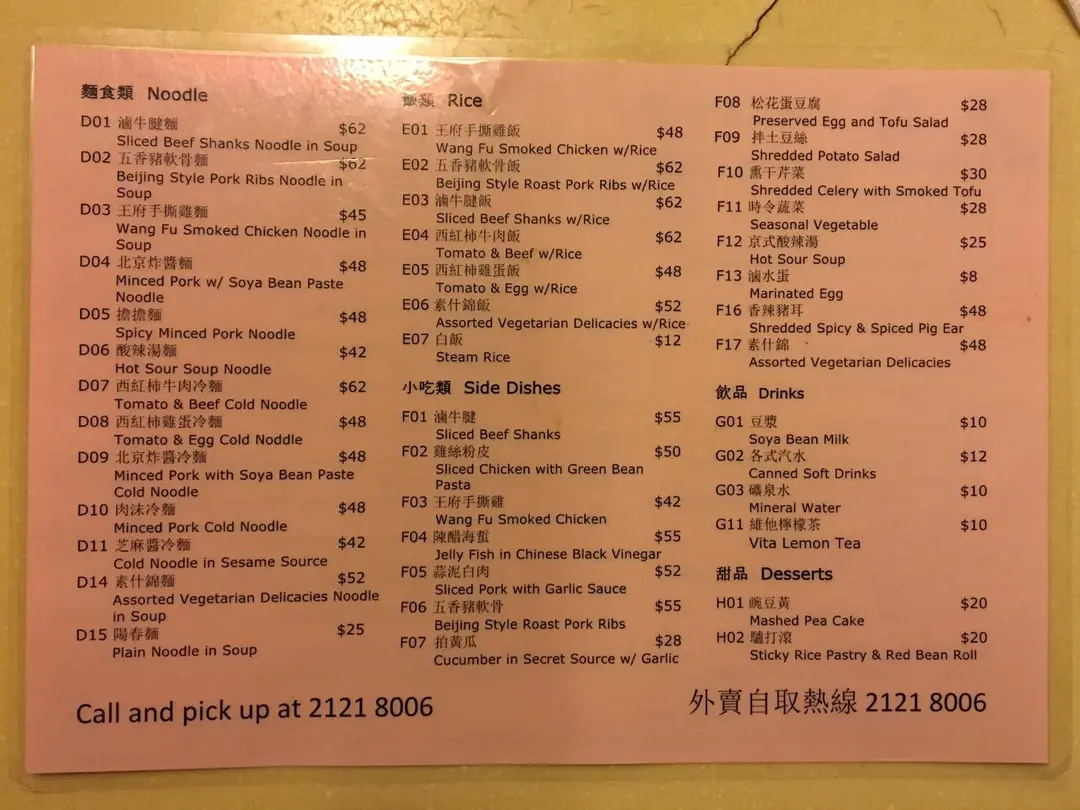 麵食類 Noodle
D01 滷牛腱麵 $62
Sliced Beef Shanks Noodle in Soup
D02 五香豬軟骨麵 $62
Beijing Style Pork Ribs Noodle in
Soup
D03 王府手撕雞麵 $45
Wang Fu Smoked Chicken Noodle in
Soup
D04 北京炸醬麵 $48
Minced Pork w/ Soya Bean Paste
Noodle
D05 擔擔麵 $48
Spicy Minced Pork Noodle
D06 酸辣湯麵 $42
Hot Sour Soup Noodle
D07 西紅柿牛肉冷麵 $62
Tomato & Beef Cold Noodle
D08 西紅柿雞蛋冷麵 $48
Tomato & Egg Cold Noddle
D09 北京炸醬冷麵 $48
Minced Pork with Soya Bean Paste
Cold Noodle
D10 肉沫冷麵 $48
Minced Pork Cold Noodle
D11 芝麻醬冷麵 $42
Cold Noodle in Sesame Source
D14 素什錦麵 $52
Assorted Vegetarian Delicacies Noodle
in Soup
D15 陽春麵 $25
Plain Noodle in Soup
飯類 Rice
E01 王府手撕雞飯 $48
Wang Fu Smoked Chicken w/Rice
E02 五香豬軟骨飯 $62
Beijing Style Roast Pork Ribs w/Rice
E03 滷牛腱飯 $62
Sliced Beef Shanks w/Rice
E04 西紅柿牛肉飯 $62
Tomato & Beef w/Rice
E05 西紅柿雞蛋飯 $48
Tomato & Egg w/Rice
E06 素什錦飯 $52
Assorted Vegetarian Delicacies w/Rice
E07 白飯 $12
Steam Rice
小吃類 Side Dishes
F01 滷牛腱 $55
Sliced Beef Shanks
F02 雞絲粉皮 $50
Sliced Chicken with Green Bean
Pasta
F03 王府手撕雞 $42
Wang Fu Smoked Chicken
F04 陳醋海蜇 $55
Jelly Fish in Chinese Black Vinegar
F05 蒜泥白肉 $52
Sliced Pork with Garlic Sauce
F06 五香豬軟骨 $55
Beijing Style Roast Pork Ribs
F07 拍黃瓜 $28
Cucumber in Secret Source w/ Garlic
F08 松花蛋豆腐 $28
Preserved Egg and Tofu Salad
F09 拌土豆絲 $28
Shredded Potato Salad
F10 熏干芹菜 $30
Shredded Celery with Smoked Tofu
F11 時令蔬菜 $28
Seasonal Vegetable
F12 京式酸辣湯 $25
Hot Sour Soup
F13 滷水蛋 $8
Marinated Egg
F16 香辣豬耳 $48
Shredded Spicy & Spiced Pig Ear
F17 素什錦 $48
Assorted Vegetarian Delicacies
飲品 Drinks
G01 豆漿 $10
Soya Bean Milk
G02 各式汽水 $12
Canned Soft Drinks
G03 礦泉水 $10
Mineral Water
G11 維他檸檬茶 $10
Vita Lemon Tea
甜品 Desserts
H01 豌豆黃 $20
Mashed Pea Cake
H02 驢打滾 $20
Sticky Rice Pastry & Red Bean Roll
Call and pick up at 2121 8006
外賣自取熱線 2121 8006